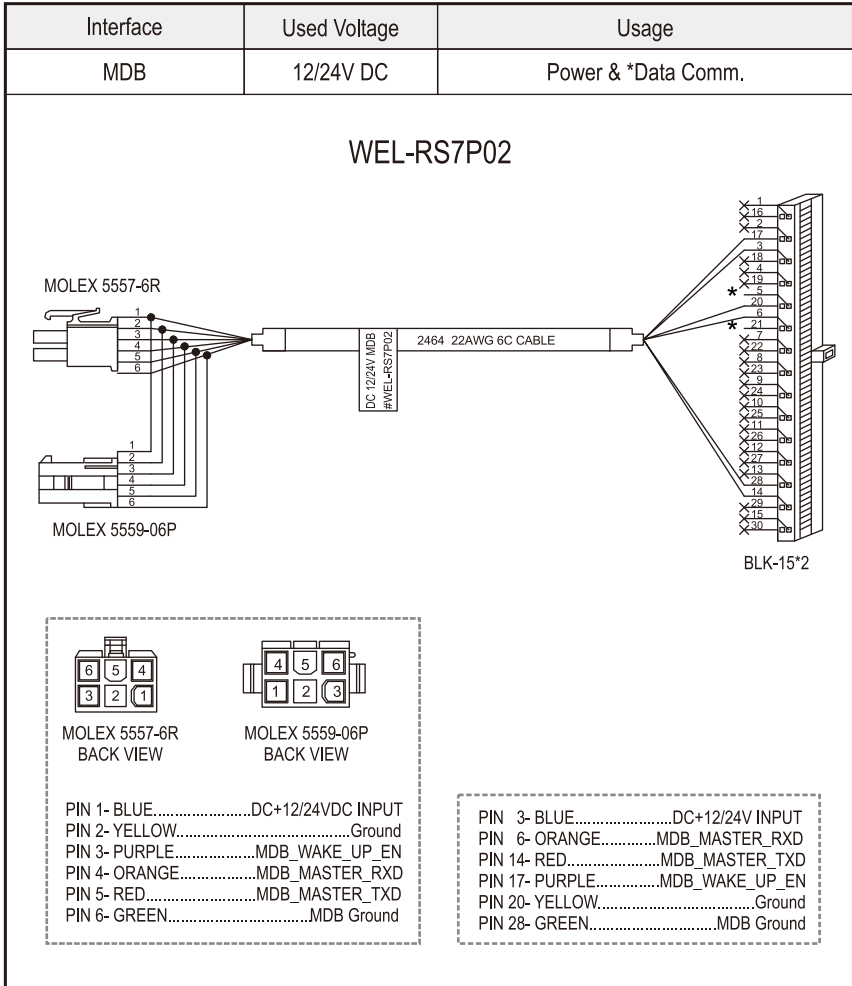 Interface Used Voltage Usage
MDB 12/24V DC Power & *Data Comm.
WEL-RS7P02
MOLEX 5557-6R
1
2
3
4
5
6
DC 12/24V MDB
#WEL-RS7P02
2464 22AWG 6C CABLE
1
2
3
4
5
6
MOLEX 5559-06P
1
16
2
17
3
18
4
19
* 5
20
6
* 21
7
22
8
23
9
24
10
25
11
26
12
27
13
28
14
29
15
30
BLK-15*2
6 5 4
3 2 1
MOLEX 5557-6R
BACK VIEW
4 5 6
1 2 3
MOLEX 5559-06P
BACK VIEW
PIN 1- BLUE........................DC+12/24VDC INPUT
PIN 2- YELLOW................................Ground
PIN 3- PURPLE................MDB_WAKE_UP_EN
PIN 4- ORANGE...............MDB_MASTER_RXD
PIN 5- RED......................MDB_MASTER_TXD
PIN 6- GREEN..........................MDB Ground
PIN 3- BLUE.....................DC+12/24V INPUT
PIN 6- ORANGE............MDB_MASTER_RXD
PIN 14- RED....................MDB_MASTER_TXD
PIN 17- PURPLE..............MDB_WAKE_UP_EN
PIN 20- YELLOW................................Ground
PIN 28- GREEN..........................MDB Ground